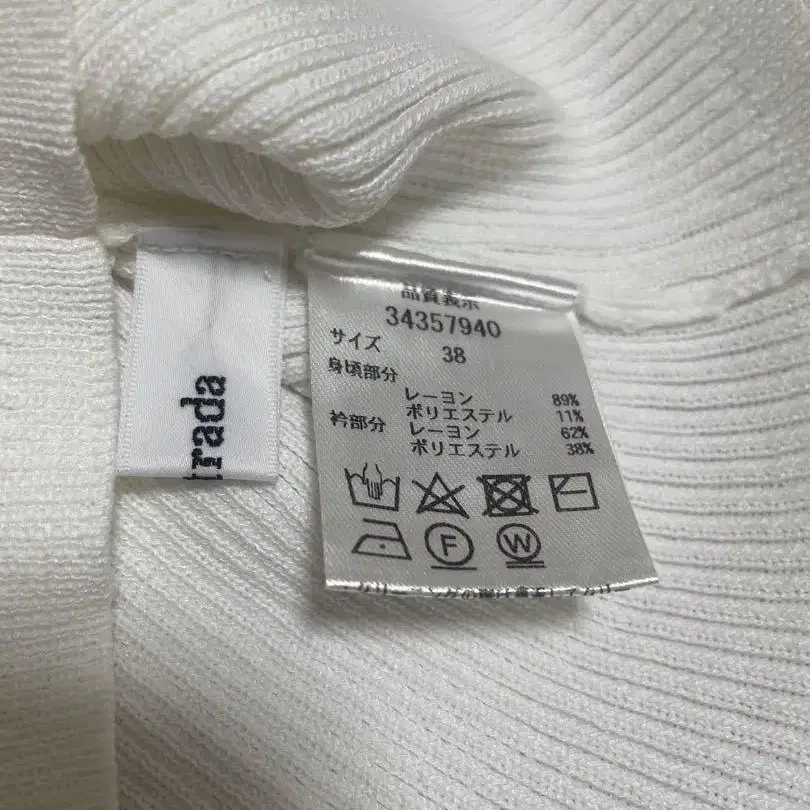 trada
品質表示
34357940
サイズ 38
身頃部分
レーヨン 89%
ポリエステル 11%
衿部分 レーヨン 62%
ポリエステル 38%
F W